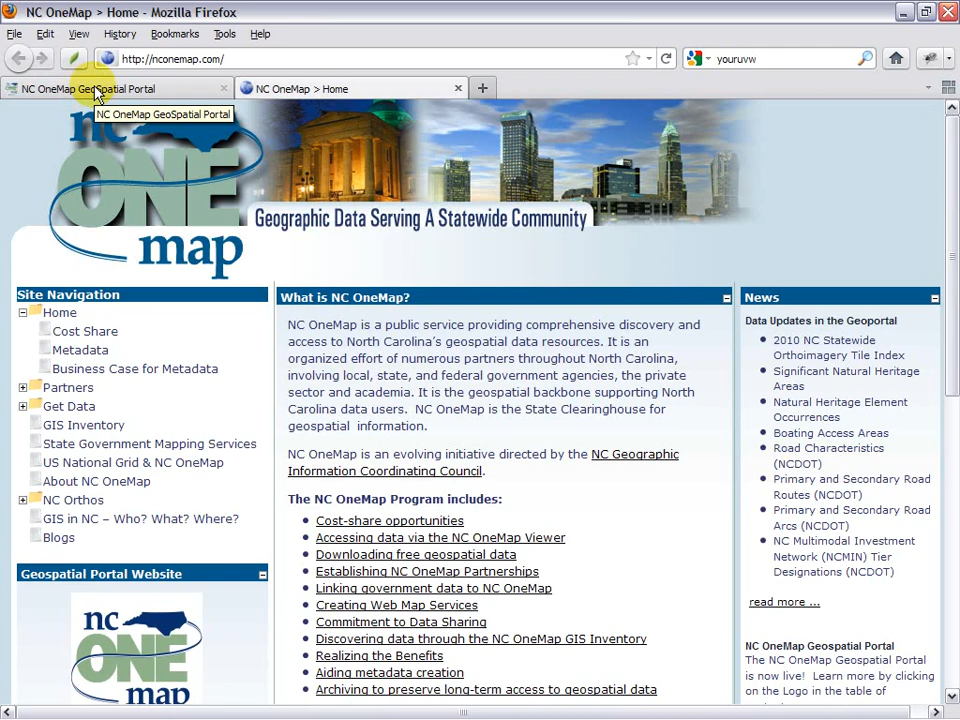 NC OneMap > Home - Mozilla Firefox
File Edit View History Bookmarks Tools Help
http://nconemap.com/
youruvw
NC OneMap GeoSpatial Portal
NC OneMap > Home
NC OneMap GeoSpatial Portal
nc
ONE
map
Geographic Data Serving A Statewide Community
Site Navigation
Home
Cost Share
Metadata
Business Case for Metadata
Partners
Get Data
GIS Inventory
State Government Mapping Services
US National Grid & NC OneMap
About NC OneMap
NC Orthos
GIS in NC – Who? What? Where?
Blogs
Geospatial Portal Website
nc
ONE
map
What is NC OneMap?
NC OneMap is a public service providing comprehensive discovery and
access to North Carolina's geospatial data resources. It is an
organized effort of numerous partners throughout North Carolina,
involving local, state, and federal government agencies, the private
sector and academia. It is the geospatial backbone supporting North
Carolina data users. NC OneMap is the State Clearinghouse for
geospatial information.
NC OneMap is an evolving initiative directed by the NC Geographic
Information Coordinating Council.
The NC OneMap Program includes:
Cost-share opportunities
Accessing data via the NC OneMap Viewer
Downloading free geospatial data
Establishing NC OneMap Partnerships
Linking government data to NC OneMap
Creating Web Map Services
Commitment to Data Sharing
Discovering data through the NC OneMap GIS Inventory
Realizing the Benefits
Aiding metadata creation
Archiving to preserve long-term access to geospatial data
News
Data Updates in the Geoportal
2010 NC Statewide
Orthoimagery Tile Index
Significant Natural Heritage
Areas
Natural Heritage Element
Occurrences
Boating Access Areas
Road Characteristics
(NCDOT)
Primary and Secondary Road
Routes (NCDOT)
Primary and Secondary Road
Arcs (NCDOT)
NC Multimodal Investment
Network (NCMIN) Tier
Designations (NCDOT)
read more ...
NC OneMap Geospatial Portal
The NC OneMap Geospatial Portal
is now live! Learn more by clicking
on the Logo in the table of